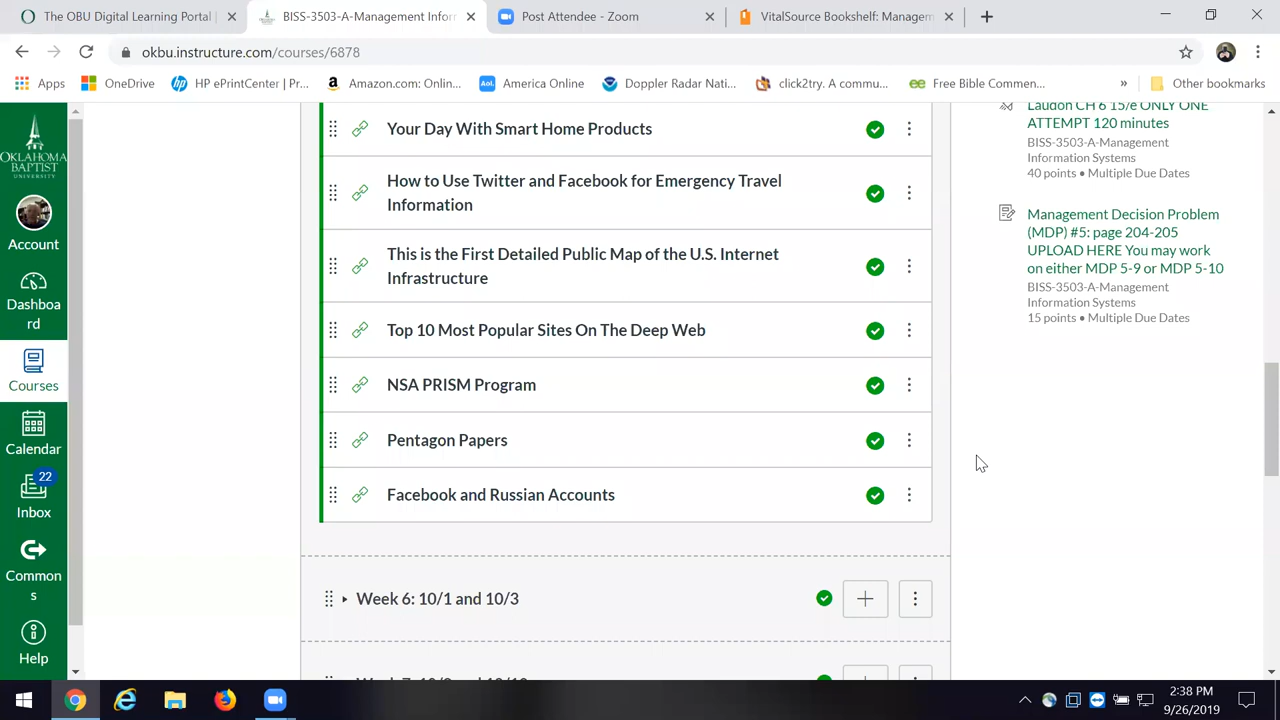 The OBU Digital Learning Portal |
BISS-3503-A-Management Infor
Post Attendee - Zoom
VitalSource Bookshelf: Managem
okbu.instructure.com/courses/6878
Apps
OneDrive
HP ePrintCenter | Pr...
Amazon.com: Onlin...
Aol.
America Online
Doppler Radar Nati...
click2try. A commu...
Free Bible Commen...
»
Other bookmarks
OKLAHOMA
BAPTIST
UNIVERSITY
Account
Dashboa
rd
Courses
Calendar
22
Inbox
Common
s
Help
Your Day With Smart Home Products
How to Use Twitter and Facebook for Emergency Travel
Information
This is the First Detailed Public Map of the U.S. Internet
Infrastructure
Top 10 Most Popular Sites On The Deep Web
NSA PRISM Program
Pentagon Papers
Facebook and Russian Accounts
Week 6: 10/1 and 10/3
Laudon CH 6 15/e ONLY ONE
ATTEMPT 120 minutes
BISS-3503-A-Management
Information Systems
40 points • Multiple Due Dates
Management Decision Problem
(MDP) #5: page 204-205
UPLOAD HERE You may work
on either MDP 5-9 or MDP 5-10
BISS-3503-A-Management
Information Systems
15 points • Multiple Due Dates
2:38 PM
9/26/2019